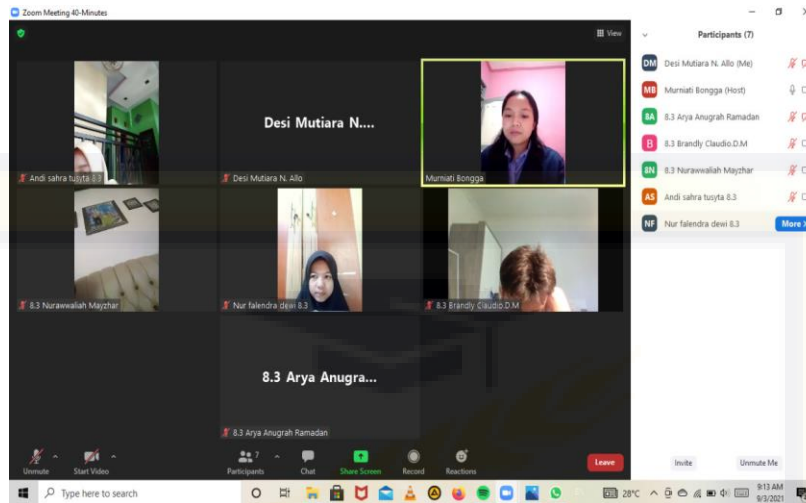 Zoom Meeting 40-Minutes
View
Participants (7)
Desi Mutiara N....
Andi sahra tusyta 8.3
Desi Mutiara N. Allo
Murniati Bongga
8.3 Nurawwaliah Mayzhar
Nur falendra dewi 8.3
8.3 Brandly Claudio.D.M
8.3 Arya Anugra...
8.3 Arya Anugrah Ramadan
DM Desi Mutiara N. Allo (Me)
MB Murniati Bongga (Host)
8A 8.3 Arya Anugrah Ramadan
B 8.3 Brandly Claudio.D.M
8N 8.3 Nurawwaliah Mayzhar
AS Andi sahra tusyta 8.3
NF Nur falendra dewi 8.3 More >
Unmute
Start Video
7
Participants
Chat
Share Screen
Record
Reactions
Leave
Invite
Unmute Me
Type here to search
28°C
9:13 AM
9/3/2021